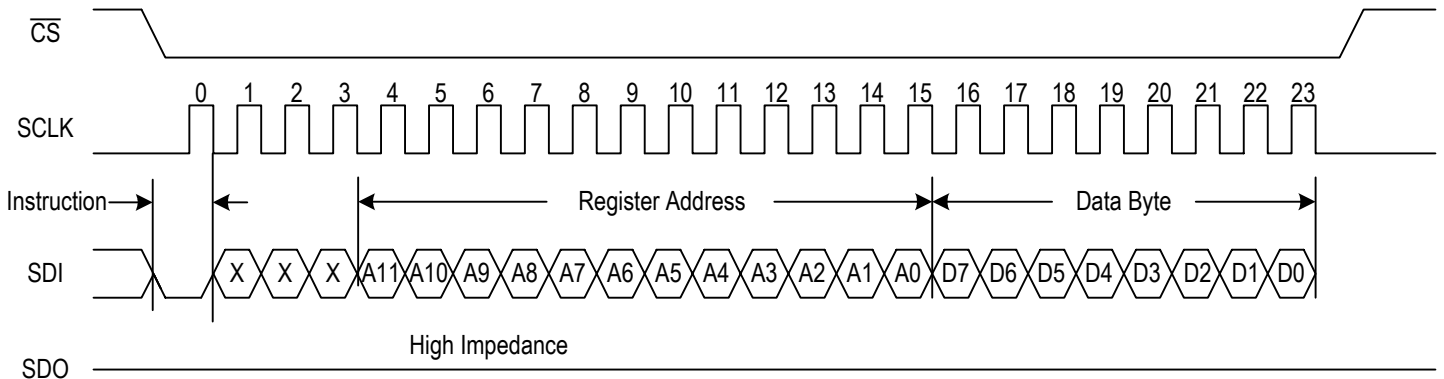 CS
0 1 2 3 4 5 6 7 8 9 10 11 12 13 14 15 16 17 18 19 20 21 22 23
SCLK
Instruction Register Address Data Byte
SDI X X X A11 A10 A9 A8 A7 A6 A5 A4 A3 A2 A1 A0 D7 D6 D5 D4 D3 D2 D1 D0
High Impedance
SDO